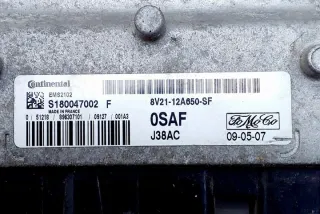 Continental
EMS2102
S180047002 F
MADE IN FRANCE
8V21-12A650-SF
0SAF
J38AC
FoMoCo
09-05-07